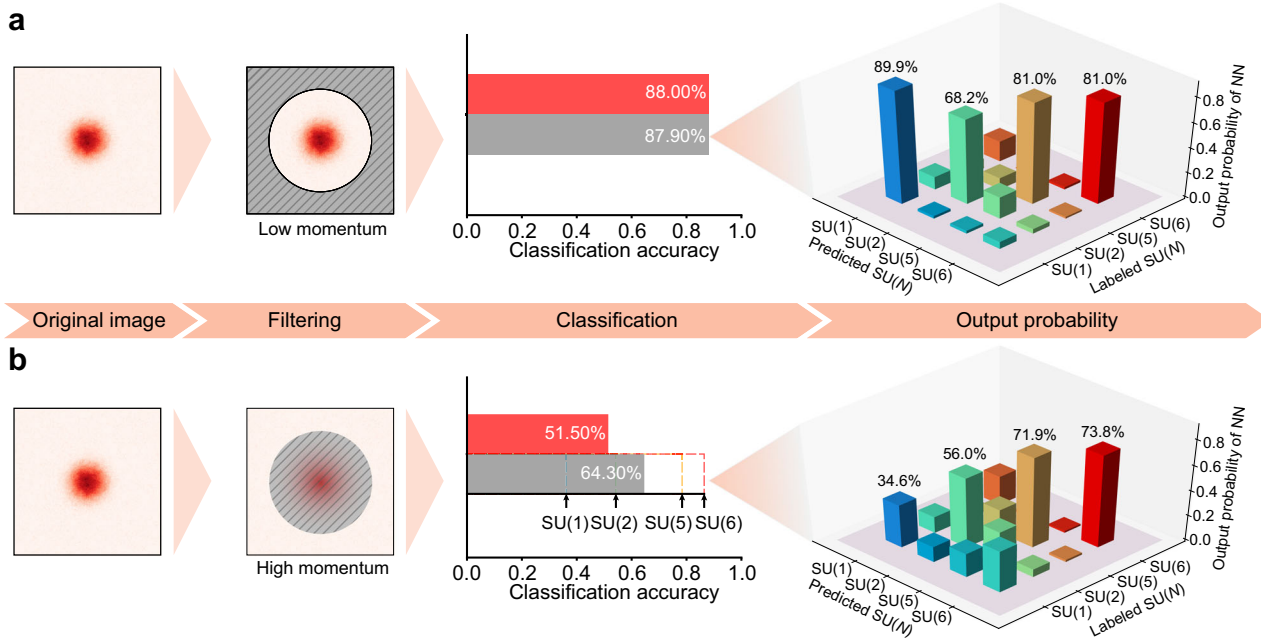 a
Low momentum
88.00%
87.90%
0.0 0.2 0.4 0.6 0.8 1.0
Classification accuracy
89.9%
68.2%
81.0%
81.0%
0.8
0.6
0.4
0.2
0.0
Output probability of NN
SU(1)
SU(2)
SU(5)
SU(6)
Predicted SU(N)
SU(6)
SU(5)
SU(2)
SU(1)
Labeled SU(N)
Original image
Filtering
Classification
Output probability
b
High momentum
51.50%
64.30%
SU(1) SU(2) SU(5) SU(6)
0.0 0.2 0.4 0.6 0.8 1.0
Classification accuracy
34.6%
56.0%
71.9%
73.8%
0.8
0.6
0.4
0.2
0.0
Output probability of NN
SU(1)
SU(2)
SU(5)
SU(6)
Predicted SU(N)
SU(6)
SU(5)
SU(2)
SU(1)
Labeled SU(N)